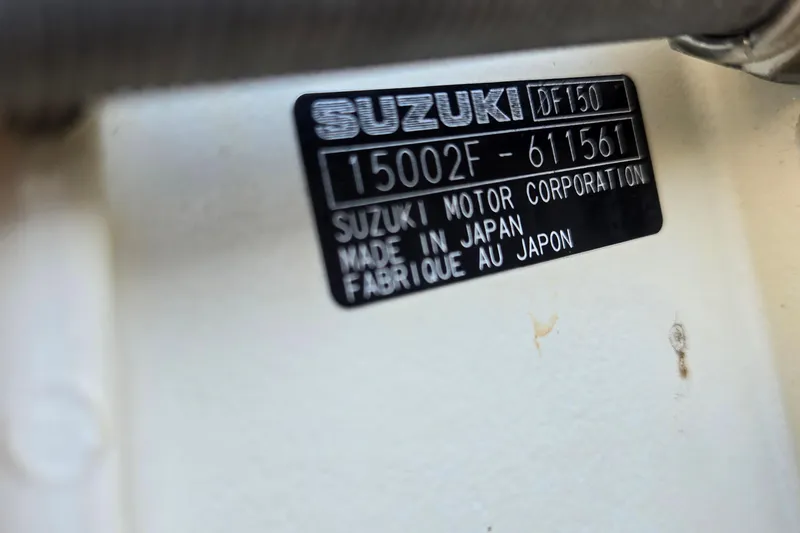 SUZUKI DF150
15002F - 611561
SUZUKI MOTOR CORPORATION
MADE IN JAPAN
FABRIQUE AU JAPON